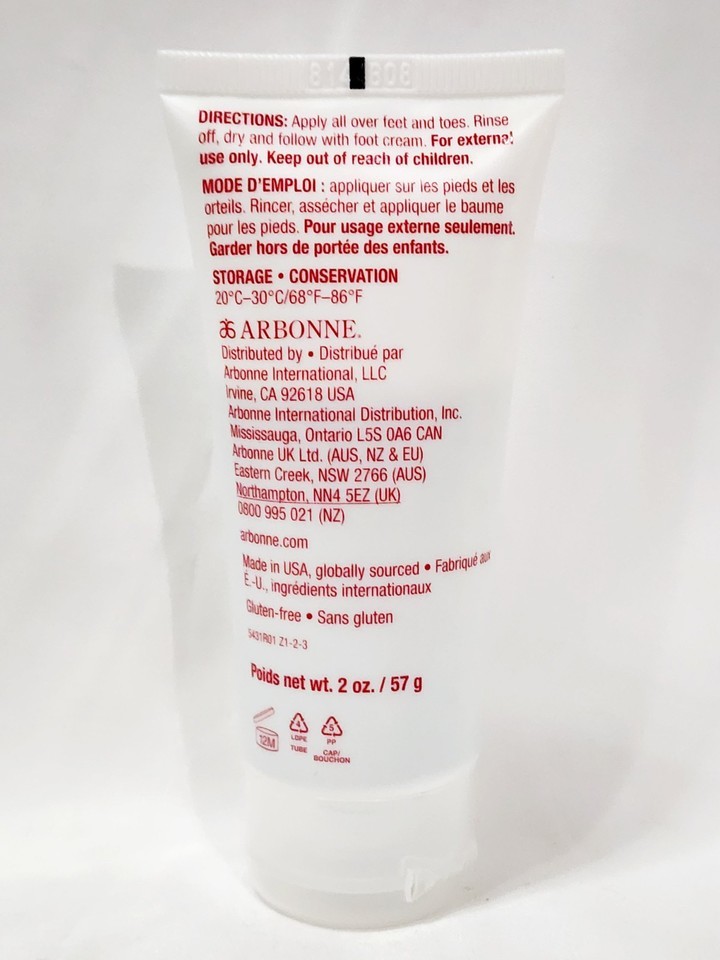 DIRECTIONS: Apply all over feet and toes. Rinse
off, dry and follow with foot cream. For external
use only. Keep out of reach of children.
MODE D'EMPLOI : appliquer sur les pieds et les
orteils. Rincer, assécher et appliquer le baume
pour les pieds. Pour usage externe seulement.
Garder hors de portée des enfants.
STORAGE • CONSERVATION
20°C–30°C/68°F–86°F
ARBONNE
Distributed by • Distribué par
Arbonne International, LLC
Irvine, CA 92618 USA
Arbonne International Distribution, Inc.
Mississauga, Ontario L5S 0A6 CAN
Arbonne UK Ltd. (AUS, NZ & EU)
Eastern Creek, NSW 2766 (AUS)
Northampton, NN4 5EZ (UK)
0800 995 021 (NZ)
arbonne.com
Made in USA, globally sourced • Fabriqué aux
É.-U., ingrédients internationaux
Gluten-free • Sans gluten
5431R01 Z1-2-3
Poids net wt. 2 oz. / 57 g
12M
4
LDPE
TUBE
5
PP
CAP/
BOUCHON